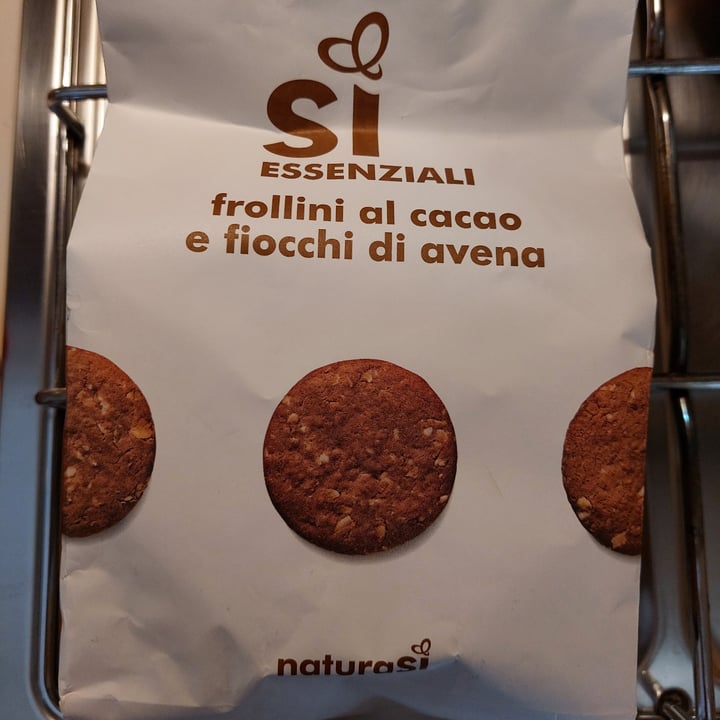 sì
ESSENZIALI
frollini al cacao
e fiocchi di avena
naturasì